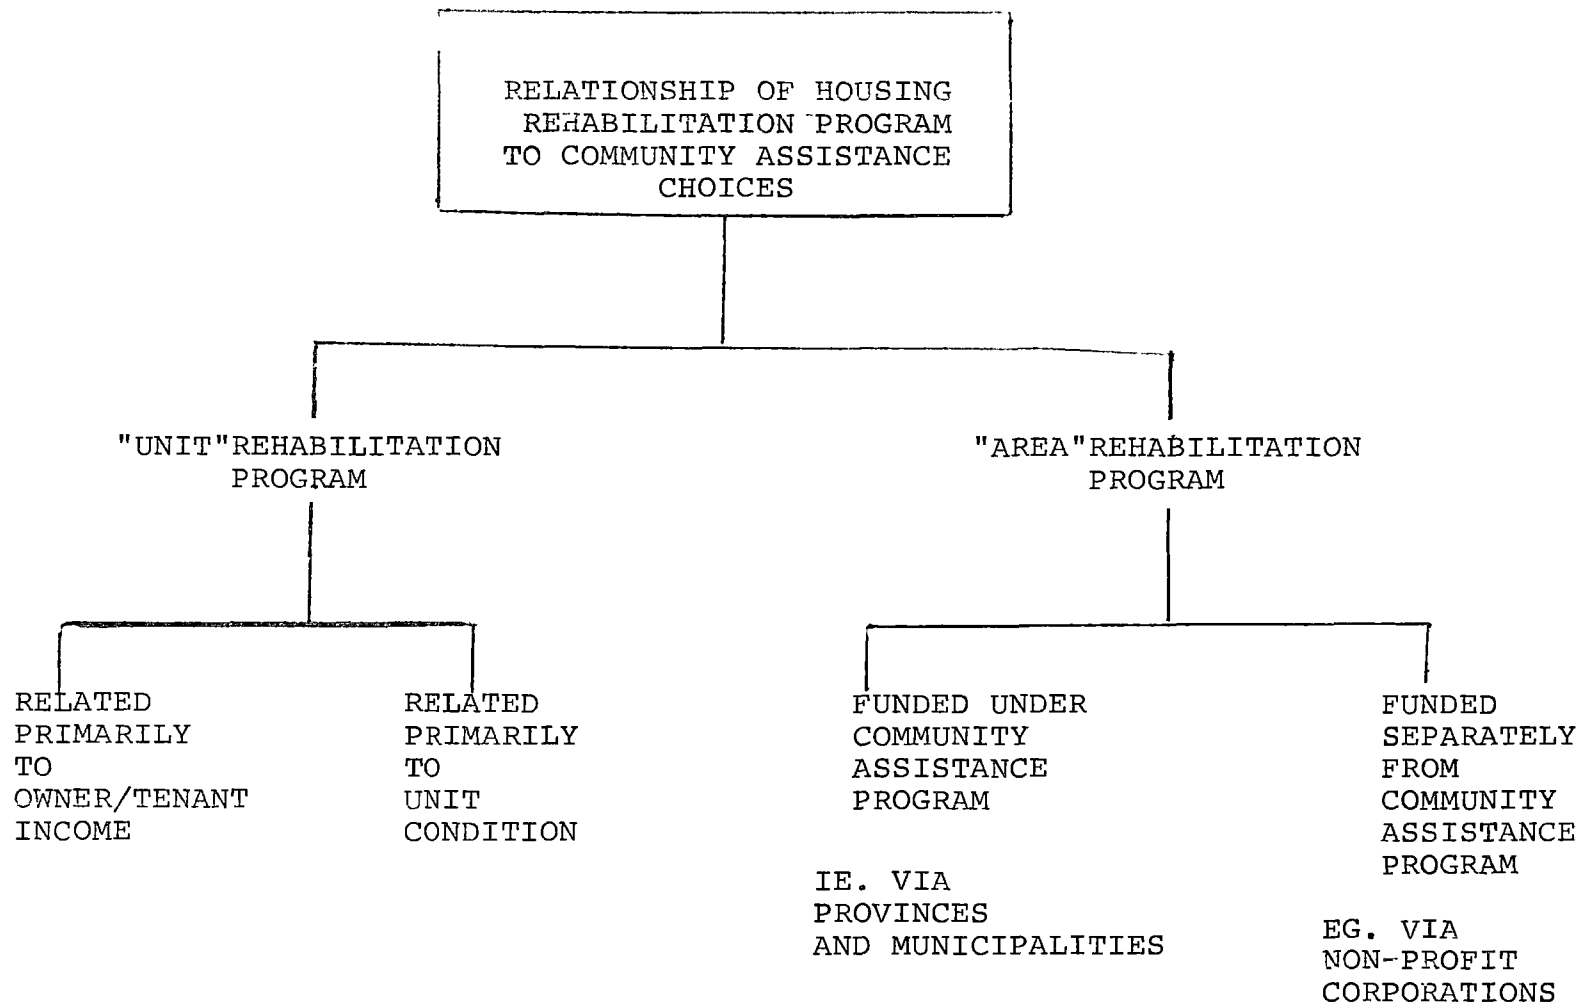 RELATIONSHIP OF HOUSING
REHABILITATION PROGRAM
TO COMMUNITY ASSISTANCE
CHOICES
"UNIT"REHABILITATION
PROGRAM
"AREA"REHABILITATION
PROGRAM
RELATED
PRIMARILY
TO
OWNER/TENANT
INCOME
RELATED
PRIMARILY
TO
UNIT
CONDITION
FUNDED UNDER
COMMUNITY
ASSISTANCE
PROGRAM
IE. VIA
PROVINCES
AND MUNICIPALITIES
FUNDED
SEPARATELY
FROM
COMMUNITY
ASSISTANCE
PROGRAM
EG. VIA
NON-PROFIT
CORPORATIONS